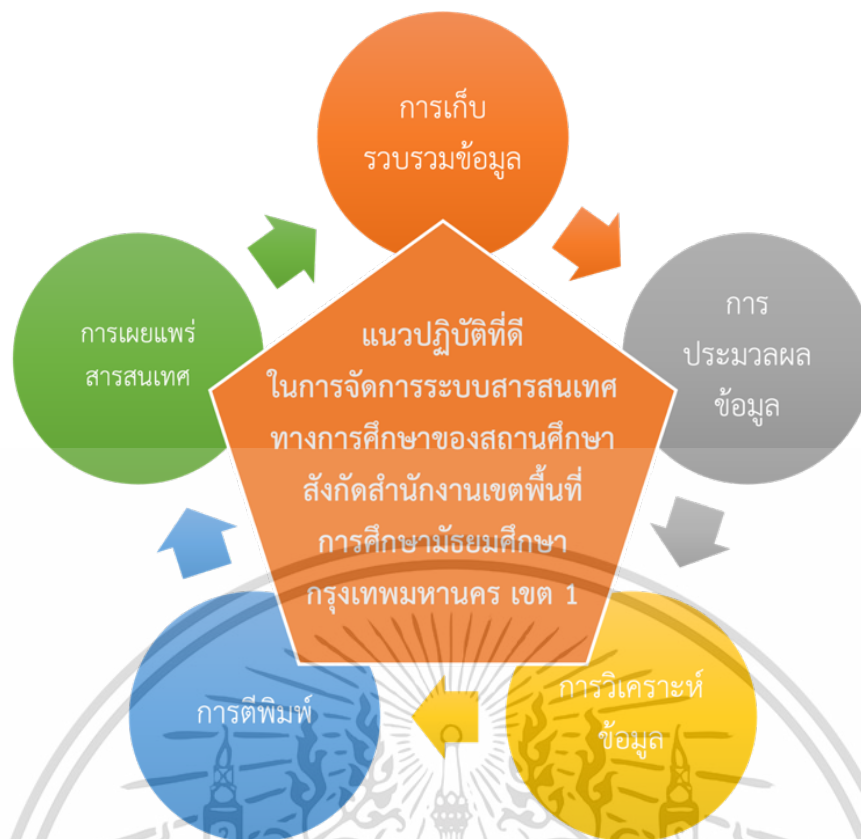 การเก็บ
รวบรวมข้อมูล
การ
ประมวลผล
ข้อมูล
การวิเคราะห์
ข้อมูล
การตีพิมพ์
การเผยแพร่
สารสนเทศ
แนวปฏิบัติที่ดี
ในการจัดการระบบสารสนเทศ
ทางการศึกษาของสถานศึกษา
สังกัดสำนักงานเขตพื้นที่
การศึกษามัธยมศึกษา
กรุงเทพมหานคร เขต 1